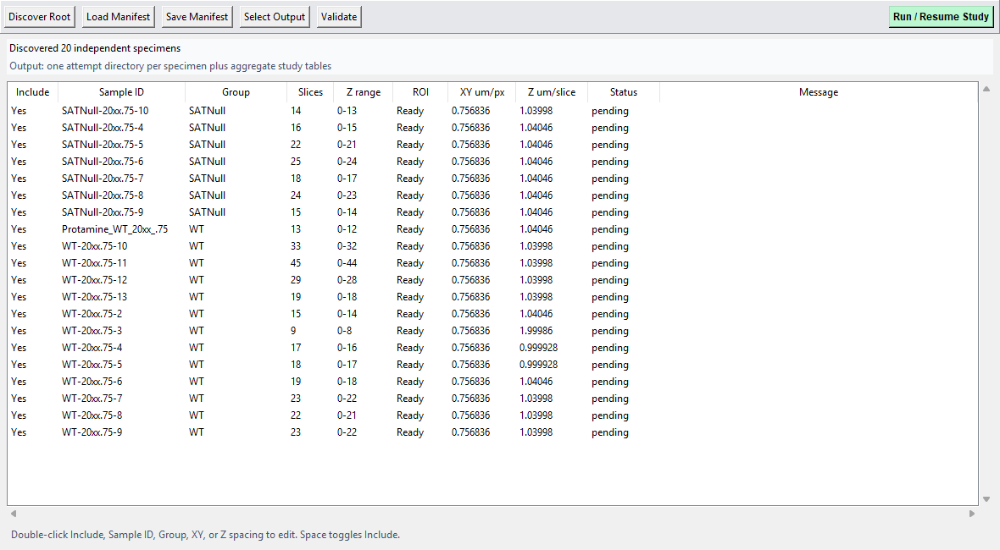 Discover Root Load Manifest Save Manifest Select Output Validate Run / Resume Study
Discovered 20 independent specimens
Output: one attempt directory per specimen plus aggregate study tables
Include Sample ID Group Slices Z range ROI XY um/px Z um/slice Status Message
Yes SATNull-20xx.75-10 SATNull 14 0-13 Ready 0.756836 1.03998 pending
Yes SATNull-20xx.75-4 SATNull 16 0-15 Ready 0.756836 1.04046 pending
Yes SATNull-20xx.75-5 SATNull 22 0-21 Ready 0.756836 1.04046 pending
Yes SATNull-20xx.75-6 SATNull 25 0-24 Ready 0.756836 1.04046 pending
Yes SATNull-20xx.75-7 SATNull 18 0-17 Ready 0.756836 1.04046 pending
Yes SATNull-20xx.75-8 SATNull 24 0-23 Ready 0.756836 1.04046 pending
Yes SATNull-20xx.75-9 SATNull 15 0-14 Ready 0.756836 1.04046 pending
Yes Protamine_WT_20xx_.75 WT 13 0-12 Ready 0.756836 1.04046 pending
Yes WT-20xx.75-10 WT 33 0-32 Ready 0.756836 1.03998 pending
Yes WT-20xx.75-11 WT 45 0-44 Ready 0.756836 1.03998 pending
Yes WT-20xx.75-12 WT 29 0-28 Ready 0.756836 1.03998 pending
Yes WT-20xx.75-13 WT 19 0-18 Ready 0.756836 1.03998 pending
Yes WT-20xx.75-2 WT 15 0-14 Ready 0.756836 1.04046 pending
Yes WT-20xx.75-3 WT 9 0-8 Ready 0.756836 1.99986 pending
Yes WT-20xx.75-4 WT 17 0-16 Ready 0.756836 0.999928 pending
Yes WT-20xx.75-5 WT 18 0-17 Ready 0.756836 0.999928 pending
Yes WT-20xx.75-6 WT 19 0-18 Ready 0.756836 1.04046 pending
Yes WT-20xx.75-7 WT 23 0-22 Ready 0.756836 1.03998 pending
Yes WT-20xx.75-8 WT 22 0-21 Ready 0.756836 1.03998 pending
Yes WT-20xx.75-9 WT 23 0-22 Ready 0.756836 1.03998 pending
Double-click Include, Sample ID, Group, XY, or Z spacing to edit. Space toggles Include.